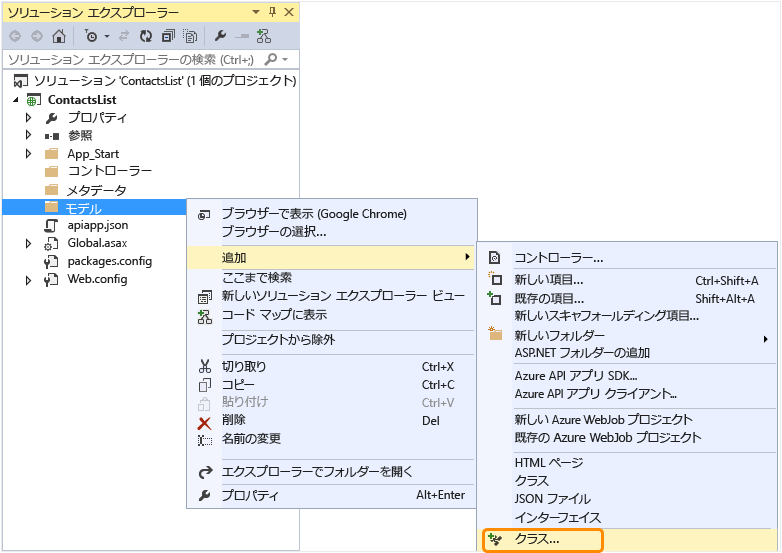 ソリューション エクスプローラー
ソリューション エクスプローラーの検索 (Ctrl+;)
ソリューション 'ContactsList' (1 個のプロジェクト)
ContactsList
プロパティ
参照
App_Start
コントローラー
メタデータ
モデル
apiapp.json
Global.asax
packages.config
Web.config
ブラウザーで表示 (Google Chrome)
ブラウザーの選択...
追加
ここまで検索
新しいソリューション エクスプローラー ビュー
コード マップに表示
プロジェクトから除外
切り取り Ctrl+X
コピー Ctrl+C
貼り付け Ctrl+V
削除 Del
名前の変更
エクスプローラーでフォルダーを開く
プロパティ Alt+Enter
コントローラー...
新しい項目... Ctrl+Shift+A
既存の項目... Shift+Alt+A
新しいスキャフォールディング項目...
新しいフォルダー
ASP.NET フォルダーの追加
Azure API アプリ SDK...
Azure API アプリ クライアント...
新しい Azure WebJob プロジェクト
既存の Azure WebJob プロジェクト
HTML ページ
クラス
JSON ファイル
インターフェイス
クラス...